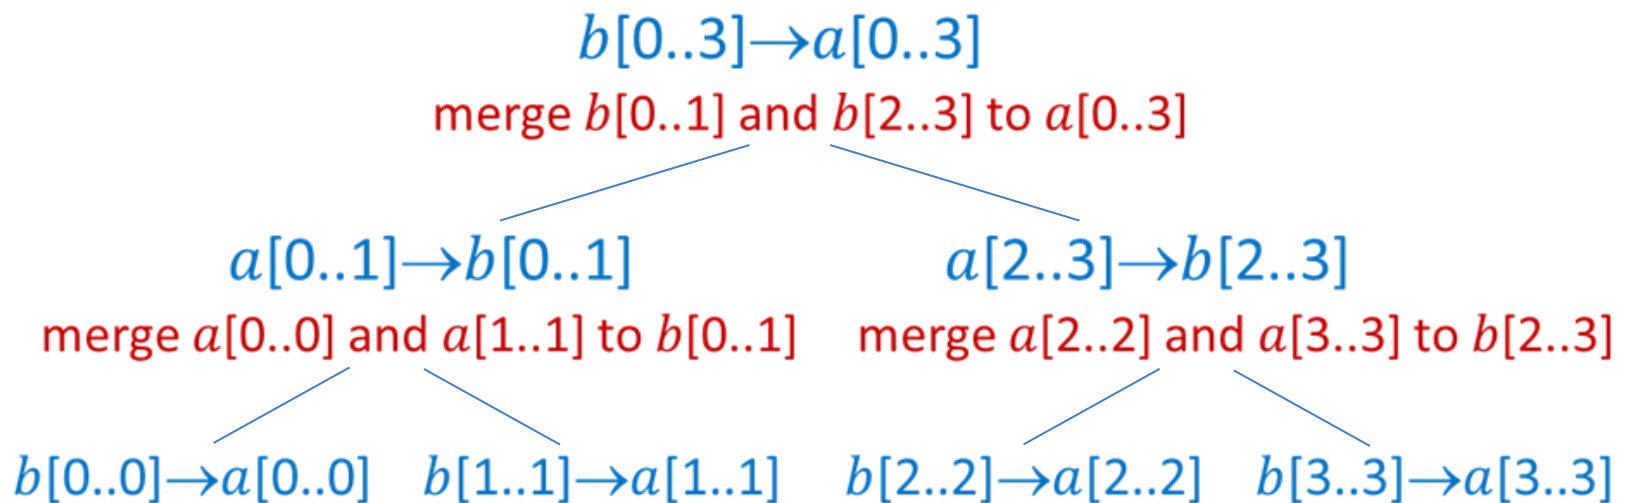 b[0..3]→a[0..3]
merge b[0..1] and b[2..3] to a[0..3]
a[0..1]→b[0..1] a[2..3]→b[2..3]
merge a[0..0] and a[1..1] to b[0..1] merge a[2..2] and a[3..3] to b[2..3]
b[0..0]→a[0..0] b[1..1]→a[1..1] b[2..2]→a[2..2] b[3..3]→a[3..3]